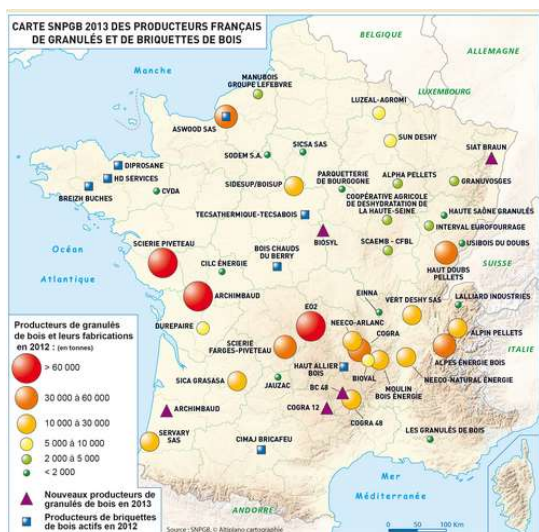 CARTE SNPGB 2013 DES PRODUCTEURS FRANÇAIS
DE GRANULÉS ET DE BRIQUETTES DE BOIS
BELGIQUE
ALLEMAGNE
LUXEMBOURG
Manche
MANUBOIS
GROUPE LEFEBVRE
LUZEAL-AGROMI
ASWOOD SAS
SUN DESHY
SIAT BRAUN
SODEM S.A.
SICSA SAS
DIPROSANE
HD SERVICES
BREIZH BUCHES
CVDA
SIDESUP/BOISUP
PARQUETTERIE
DE BOURGOGNE
ALPHA PELLETS
GRANUVOSGES
COOPÉRATIVE AGRICOLE
DE DESHYDRATATION DE
LA HAUTE-SEINE
HAUTE SAÔNE GRANULÉS
TECSATHERMIQUE-TECSABOIS
BIOSYL
INTERVAL EUROFOURRAGE
SCAEMB - CFBL
USIBOIS DU DOUBS
Océan
Atlantique
SCIERIE PIVETEAU
CILC ÉNERGIE
BOIS CHAUDS
DU BERRY
HAUT DOUBS
PELLETS
SUISSE
ARCHIMBAUD
EINNA
VERT DESHY SAS
LALLIARD INDUSTRIES
DUREPAIRE
EO2
NEECO-ARLANC
COGRA
ALPIN PELLETS
ITALIE
SCIERIE
FARGES-PIVETEAU
HAUT ALLIER
BOIS
ALPES ÉNERGIE BOIS
NEECO-NATURAL ÉNERGIE
BIOVAL
MOULIN
BOIS ÉNERGIE
SICA GRASASA
JAUZAC
BC 48
ARCHIMBAUD
COGRA 12
COGRA 48
SERVARY
SAS
CIMAJ BRICAFEU
LES GRANULÉS DE BOIS
Mer
Méditerranée
ANDORRE
Producteurs de granulés
de bois et leurs fabrications
en 2012 : (en tonnes)
> 60 000
30 000 à 60 000
10 000 à 30 000
5 000 à 10 000
2 000 à 5 000
< 2 000
Nouveaux producteurs de
granulés de bois en 2013
Producteurs de briquettes
de bois actifs en 2012
Source : SNPGB, © Altiplano cartographie
0 50 100 Km